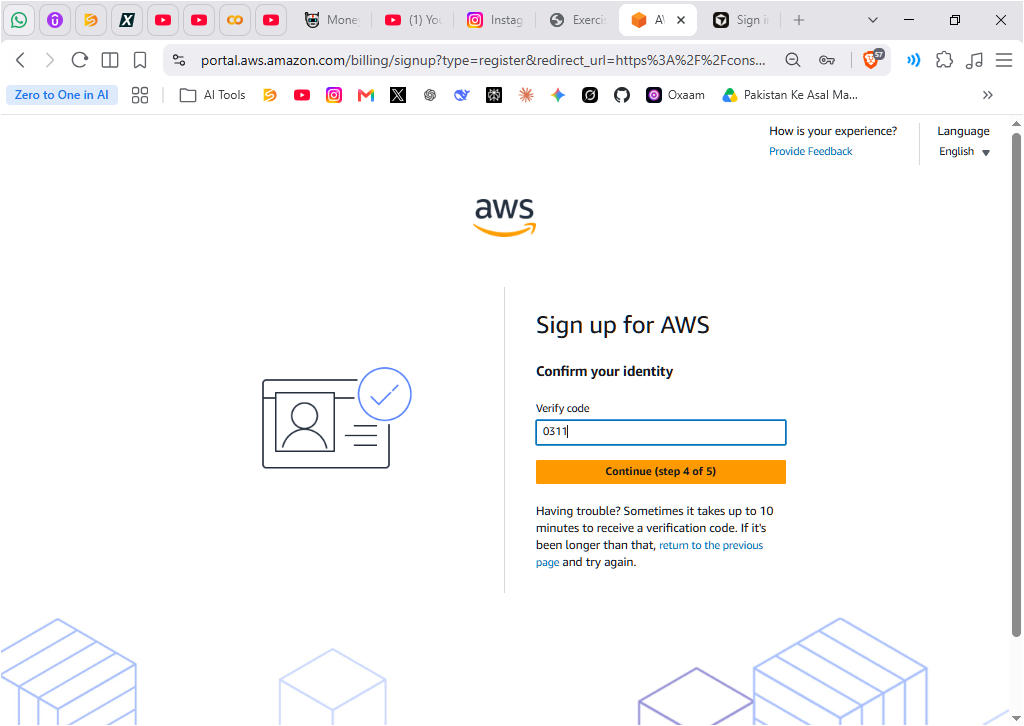 Money
(1) You
Instag
Exercis
Sign in
portal.aws.amazon.com/billing/signup?type=register&redirect_url=https%3A%2F%2Fcons...
57
Zero to One in AI
AI Tools
Oxaam
Pakistan Ke Asal Ma...
How is your experience?
Provide Feedback
Language
English
aws
Sign up for AWS
Confirm your identity
Verify code
0311
Continue (step 4 of 5)
Having trouble? Sometimes it takes up to 10
minutes to receive a verification code. If it's
been longer than that, return to the previous
page and try again.